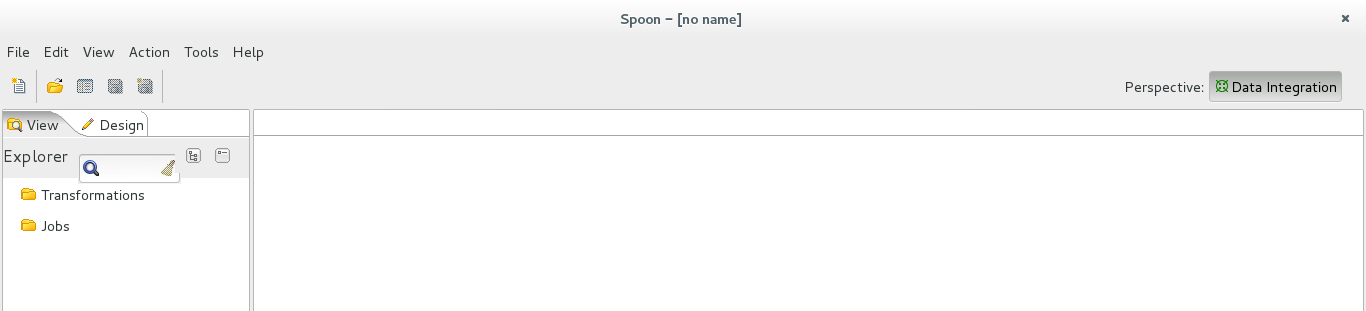 Spoon – [no name]
File Edit View Action Tools Help
Perspective: Data Integration
View Design
Explorer
Transformations
Jobs